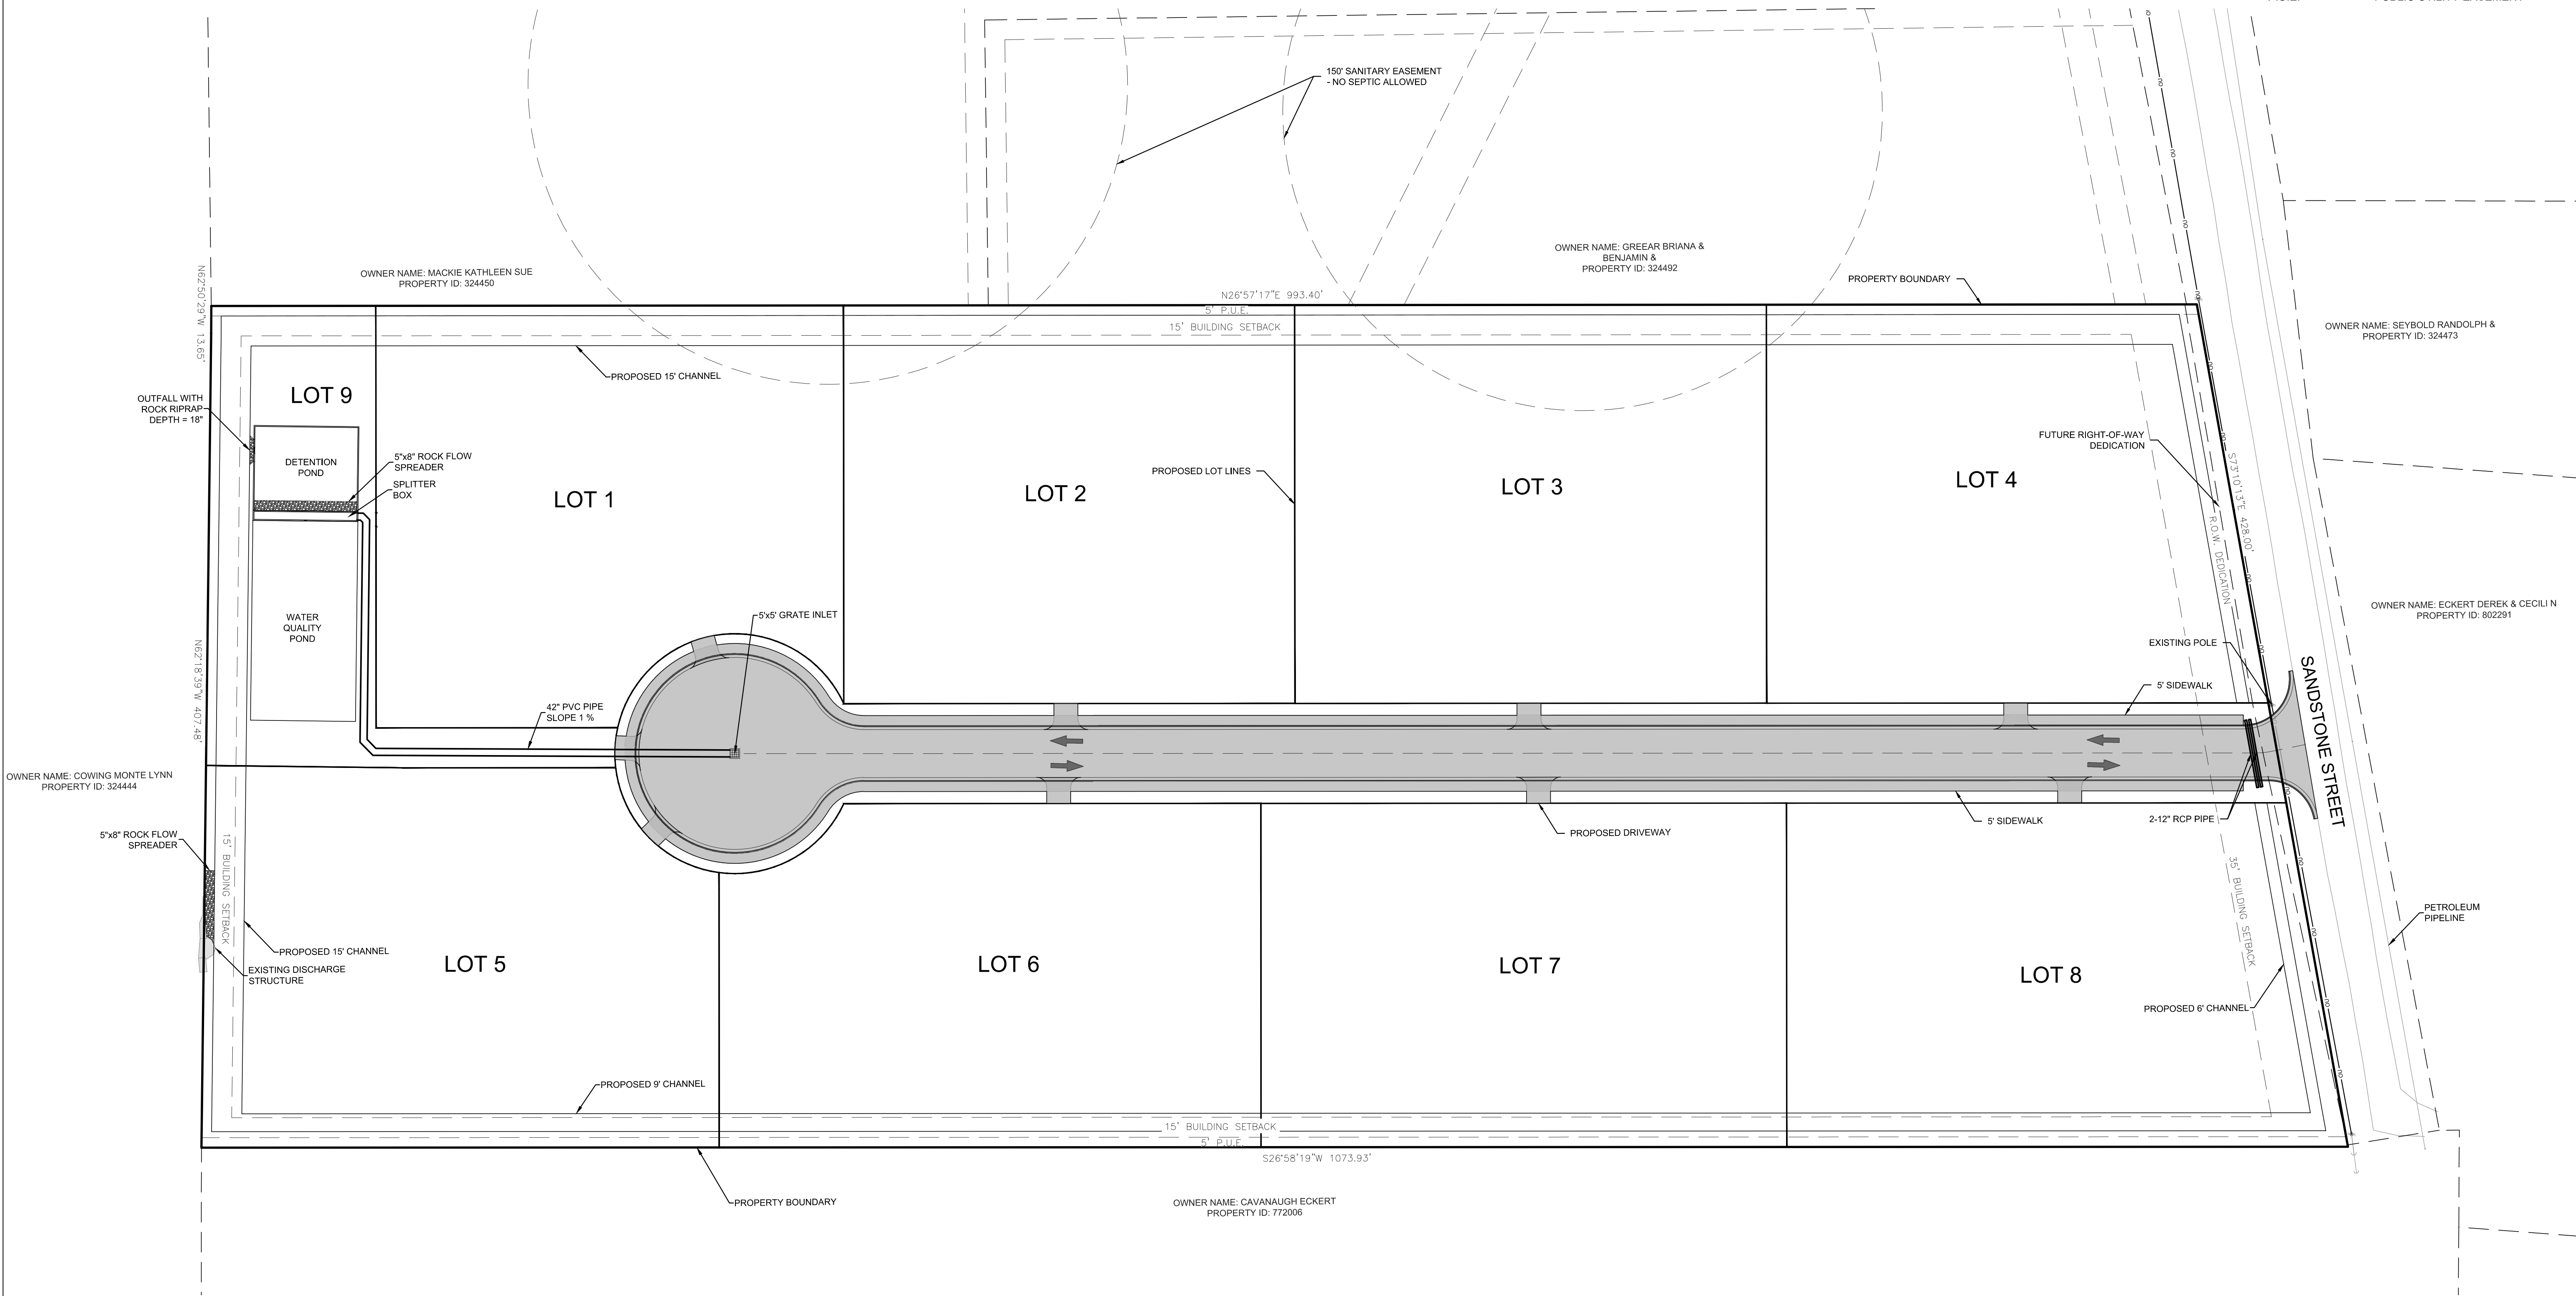 150' SANITARY EASEMENT
- NO SEPTIC ALLOWED
OWNER NAME: GREEAR BRIANA &
BENJAMIN &
PROPERTY ID: 324492
OWNER NAME: MACKIE KATHLEEN SUE
PROPERTY ID: 324450
PROPERTY BOUNDARY
N62°50'29"W 13.65'
N26°57'17"E 993.40'
5' P.U.E.
15' BUILDING SETBACK
OWNER NAME: SEYBOLD RANDOLPH &
PROPERTY ID: 324473
PROPOSED 15' CHANNEL
LOT 9
OUTFALL WITH
ROCK RIPRAP
DEPTH = 18"
DETENTION
POND
5"x8" ROCK FLOW
SPREADER
SPLITTER
BOX
LOT 1
LOT 2
PROPOSED LOT LINES
LOT 3
LOT 4
FUTURE RIGHT-OF-WAY
DEDICATION
S73°10'13"E 428.00'
R.O.W. DEDICATION
WATER
QUALITY
POND
5'x5' GRATE INLET
OWNER NAME: ECKERT DEREK & CECILI N
PROPERTY ID: 802291
EXISTING POLE
5' SIDEWALK
SANDSTONE STREET
N62°18'39"W 407.48'
42" PVC PIPE
SLOPE 1 %
OWNER NAME: COWING MONTE LYNN
PROPERTY ID: 324444
5"x8" ROCK FLOW
SPREADER
15' BUILDING SETBACK
PROPOSED DRIVEWAY
5' SIDEWALK
2-12" RCP PIPE
35' BUILDING SETBACK
PETROLEUM
PIPELINE
PROPOSED 15' CHANNEL
EXISTING DISCHARGE
STRUCTURE
LOT 5
LOT 6
LOT 7
LOT 8
PROPOSED 6' CHANNEL
PROPOSED 9' CHANNEL
15' BUILDING SETBACK
5' P.U.E.
S26°58'19"W 1073.93'
PROPERTY BOUNDARY
OWNER NAME: CAVANAUGH ECKERT
PROPERTY ID: 772006